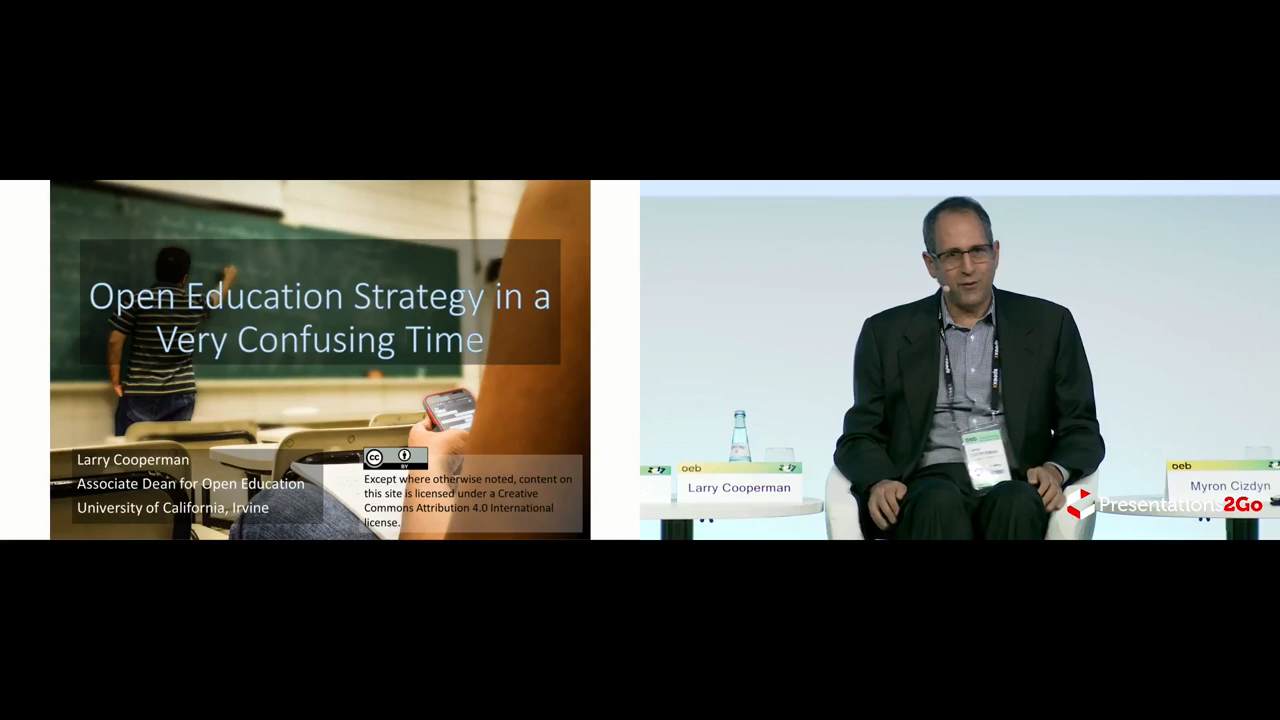 Open Education Strategy in a
Very Confusing Time
Larry Cooperman
Associate Dean for Open Education
University of California, Irvine
cc
BY
Except where otherwise noted, content on
this site is licensed under a Creative
Commons Attribution 4.0 International
license.
oeb
Larry Cooperman
oeb
Myron Cizdyn
Presentations2Go